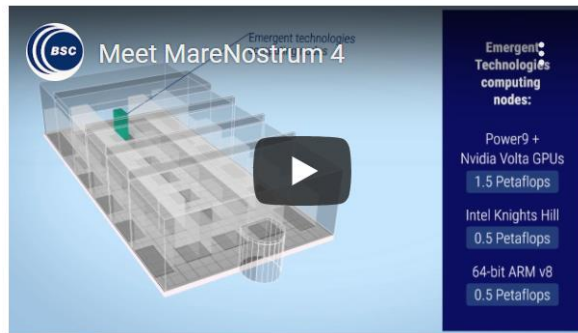 BSC
Meet MareNostrum 4
Emergent technologies
Emergent
Technologies
computing
nodes:
Power9 +
Nvidia Volta GPUs
1.5 Petaflops
Intel Knights Hill
0.5 Petaflops
64-bit ARM v8
0.5 Petaflops